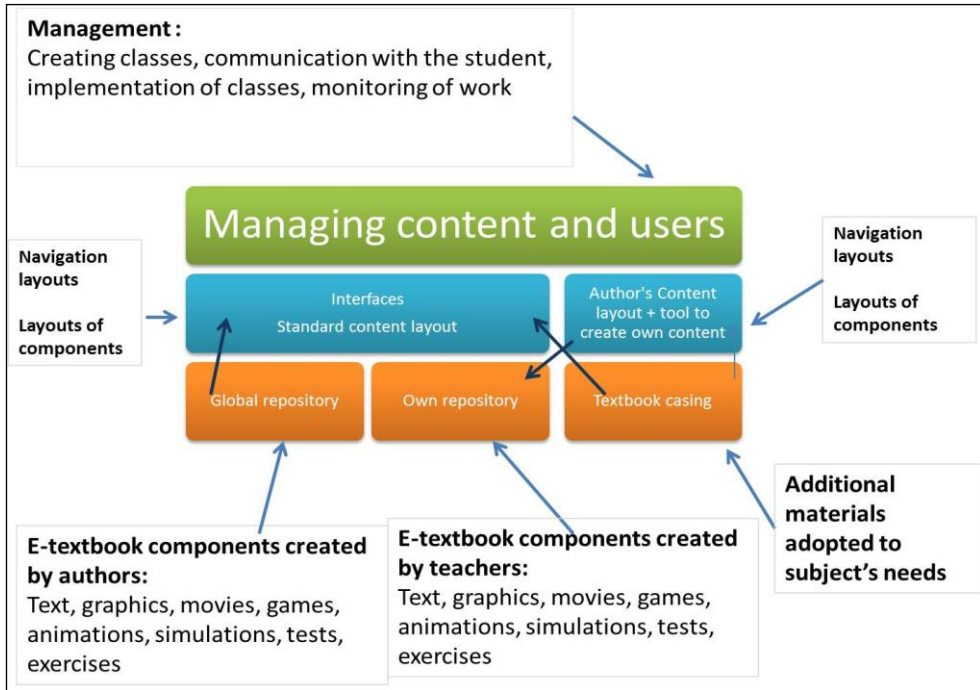 Management :
Creating classes, communication with the student,
implementation of classes, monitoring of work
Managing content and users
Navigation
layouts
Layouts of
components
Interfaces
Standard content layout
Author's Content
layout + tool to
create own content
Navigation
layouts
Layouts of
components
Global repository
Own repository
Textbook casing
E-textbook components created
by authors:
Text, graphics, movies, games,
animations, simulations, tests,
exercises
E-textbook components created
by teachers:
Text, graphics, movies, games,
animations, simulations, tests,
exercises
Additional
materials
adopted to
subject’s needs